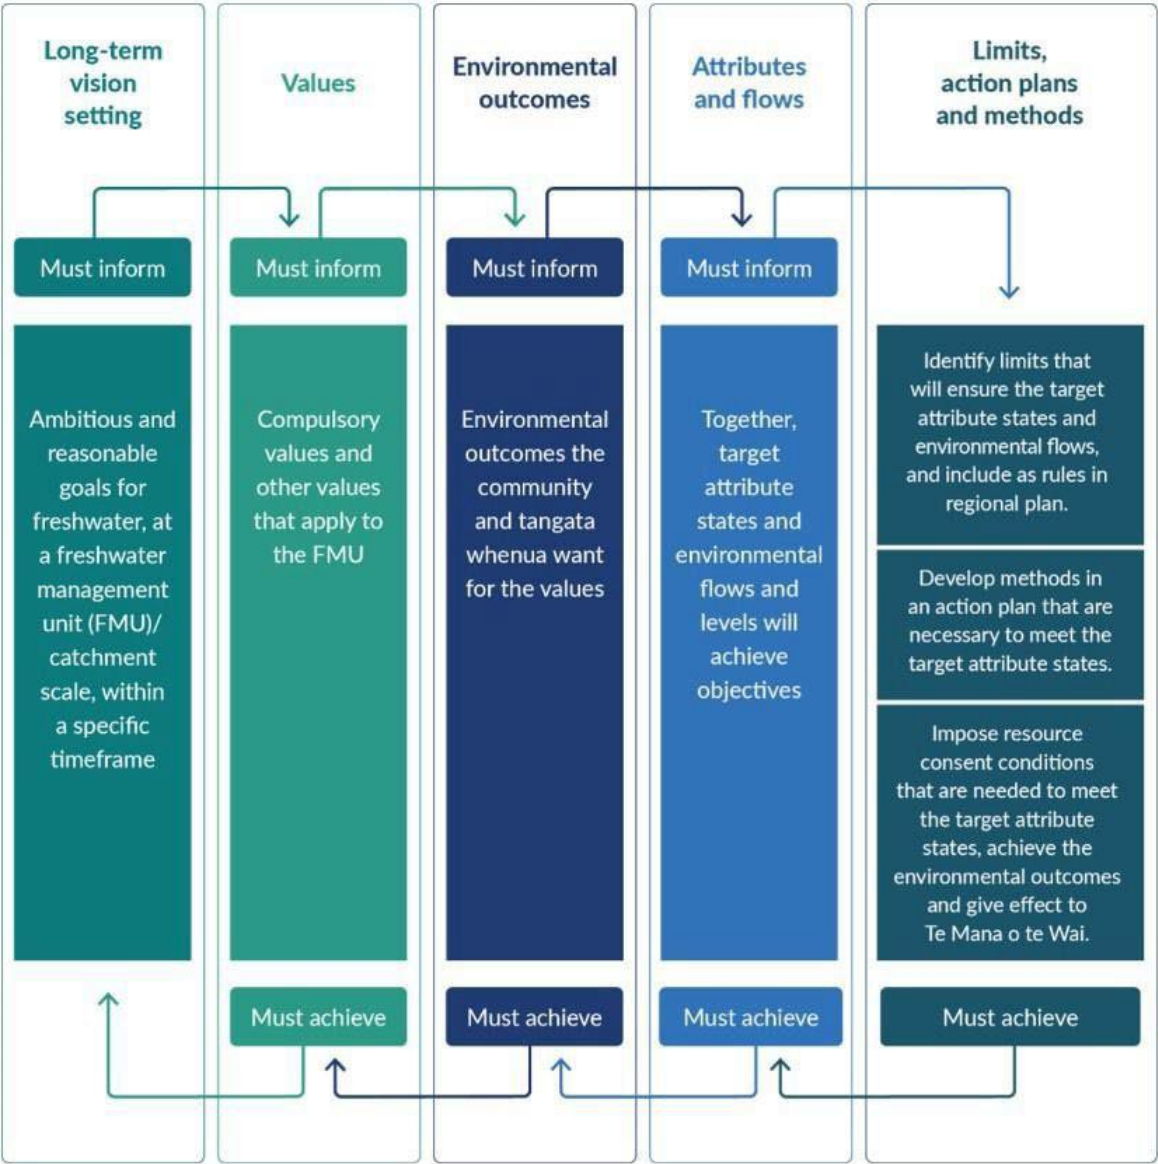 Long-term
vision
setting
Must inform
Ambitious and
reasonable
goals for
freshwater, at
a freshwater
management
unit (FMU)/
catchment
scale, within
a specific
timeframe
Values
Must inform
Compulsory
values and
other values
that apply to
the FMU
Must achieve
Environmental
outcomes
Must inform
Environmental
outcomes the
community
and tangata
whenua want
for the values
Must achieve
Attributes
and flows
Must inform
Together,
target
attribute
states and
environmental
flows and
levels will
achieve
objectives
Must achieve
Limits,
action plans
and methods
Identify limits that
will ensure the target
attribute states and
environmental flows,
and include as rules in
regional plan.
Develop methods in
an action plan that are
necessary to meet the
target attribute states.
Impose resource
consent conditions
that are needed to meet
the target attribute
states, achieve the
environmental outcomes
and give effect to
Te Mana o te Wai.
Must achieve